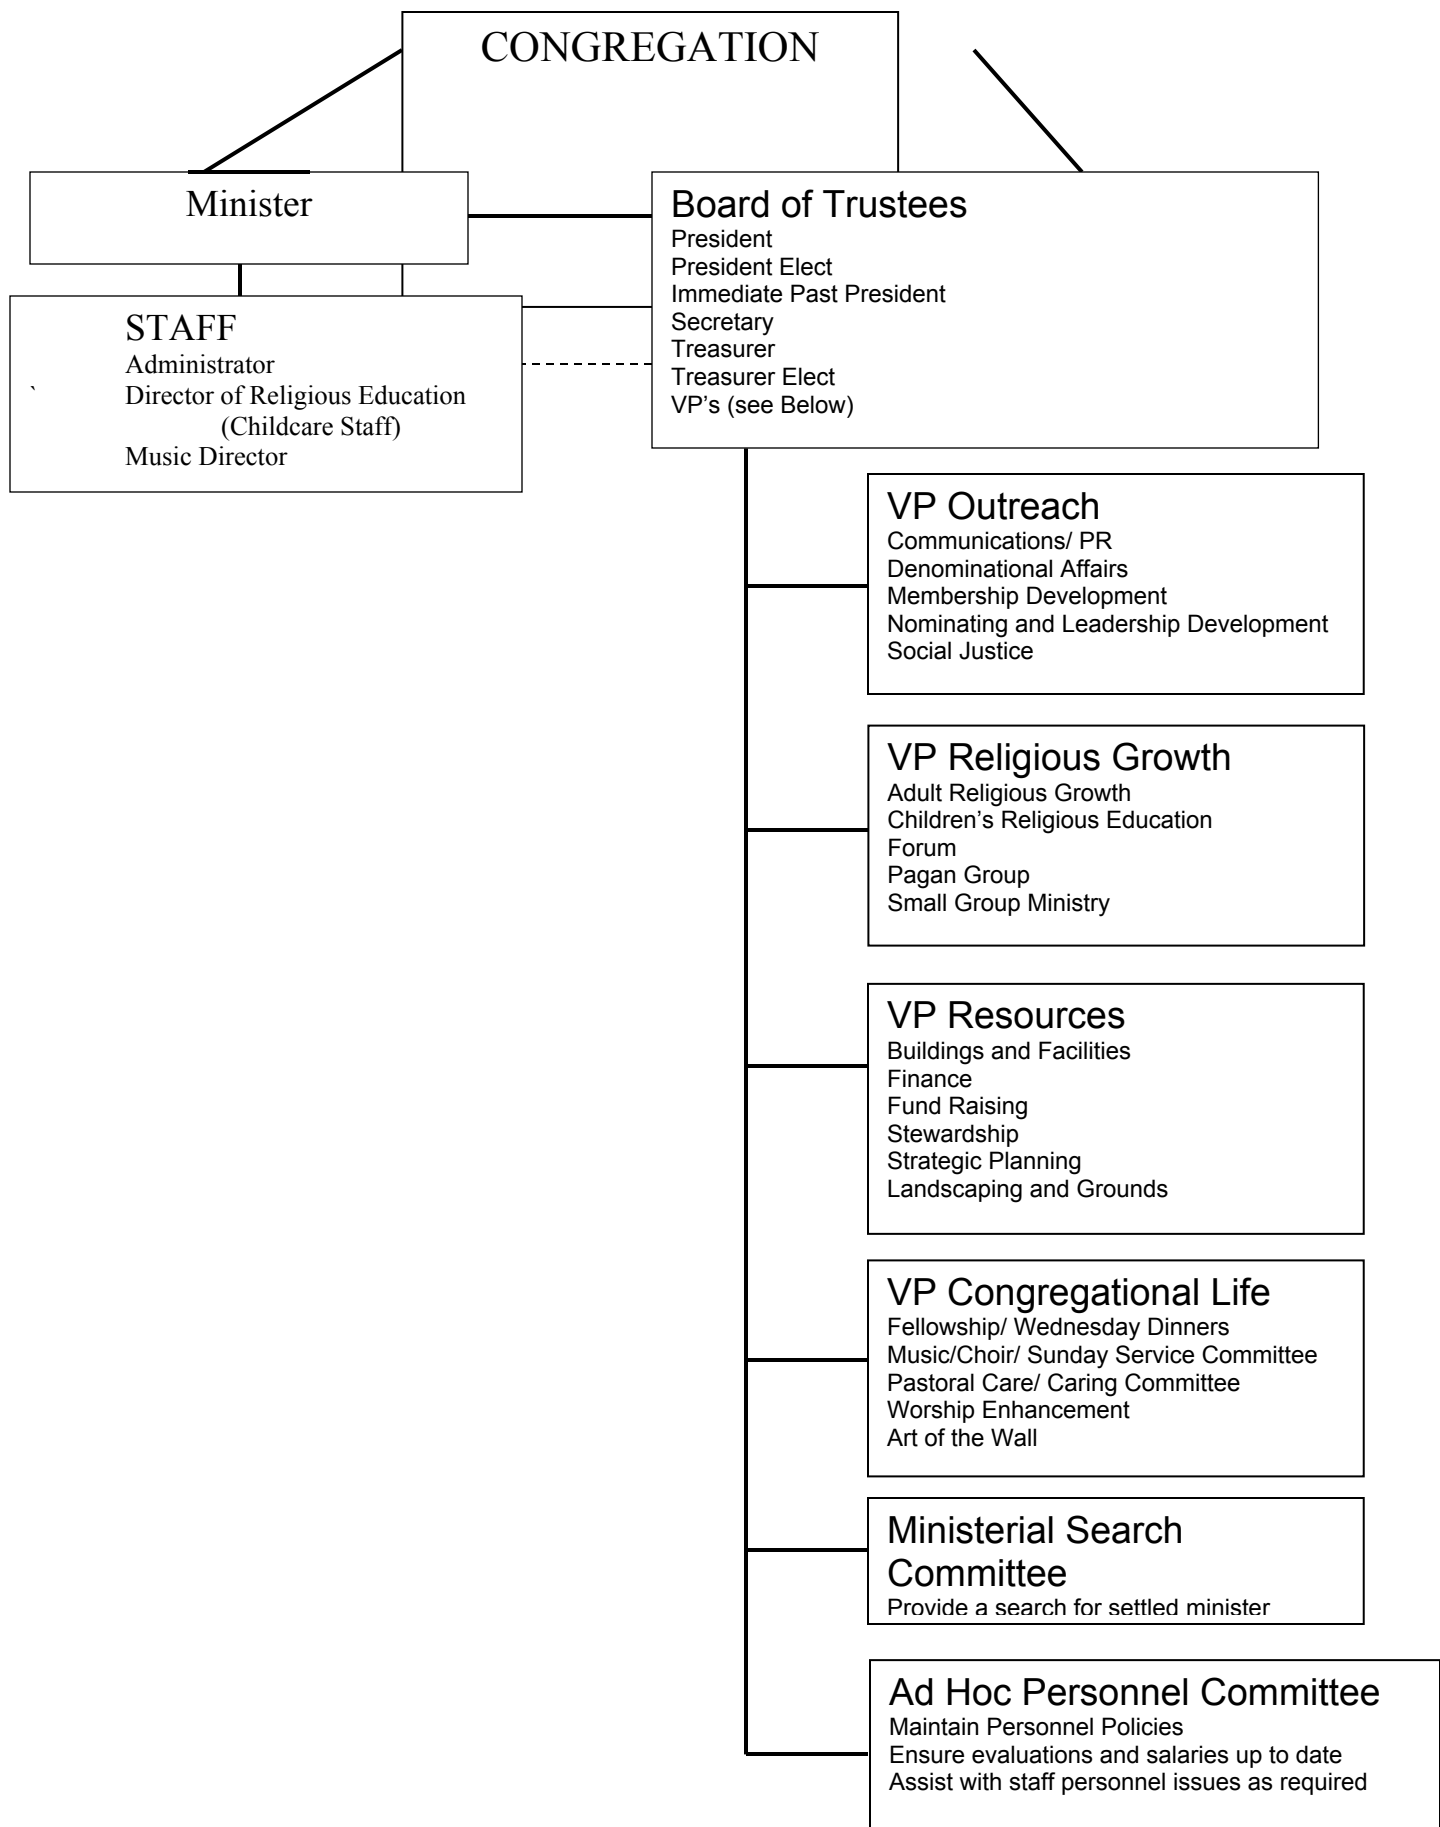 CONGREGATION
Minister
Board of Trustees
President
President Elect
Immediate Past President
Secretary
Treasurer
Treasurer Elect
VP's (see Below)
STAFF
Administrator
` Director of Religious Education
(Childcare Staff)
Music Director
VP Outreach
Communications/ PR
Denominational Affairs
Membership Development
Nominating and Leadership Development
Social Justice
VP Religious Growth
Adult Religious Growth
Children’s Religious Education
Forum
Pagan Group
Small Group Ministry
VP Resources
Buildings and Facilities
Finance
Fund Raising
Stewardship
Strategic Planning
Landscaping and Grounds
VP Congregational Life
Fellowship/ Wednesday Dinners
Music/Choir/ Sunday Service Committee
Pastoral Care/ Caring Committee
Worship Enhancement
Art of the Wall
Ministerial Search
Committee
Provide a search for settled minister
Ad Hoc Personnel Committee
Maintain Personnel Policies
Ensure evaluations and salaries up to date
Assist with staff personnel issues as required